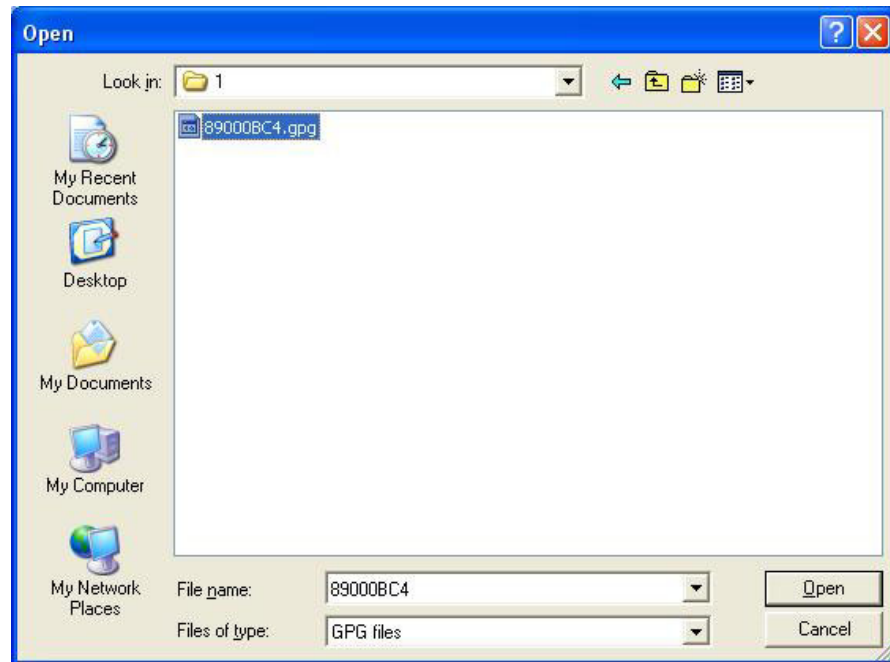 Open
Look in:
1
89000BC4.gpg
My Recent
Documents
Desktop
My Documents
My Computer
My Network
Places
File name:
89000BC4
Open
Files of type:
GPG files
Cancel